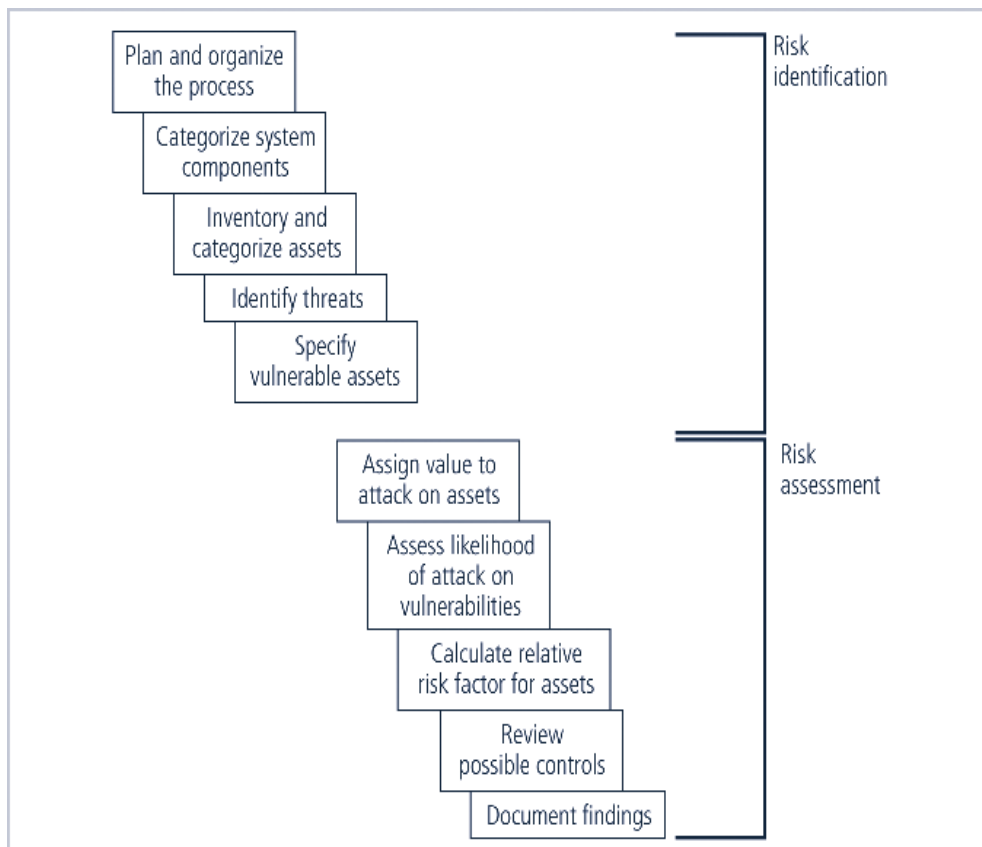 Plan and organize
the process
Categorize system
components
Inventory and
categorize assets
Identify threats
Specify
vulnerable assets
Risk
identification
Assign value to
attack on assets
Assess likelihood
of attack on
vulnerabilities
Calculate relative
risk factor for assets
Review
possible controls
Document findings
Risk
assessment